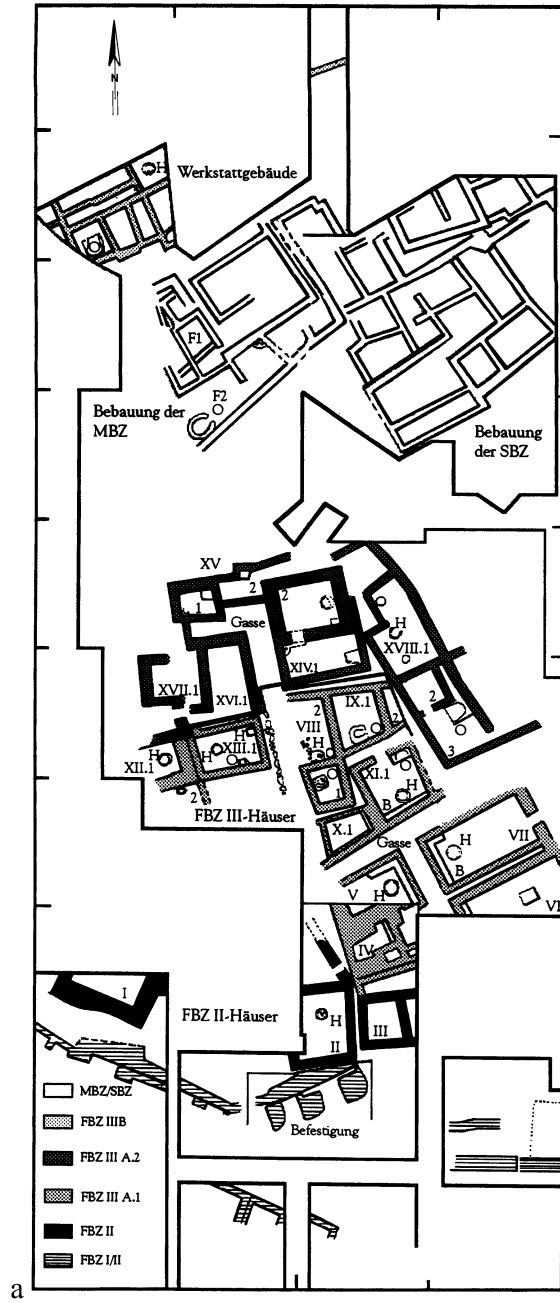 N
H
Werkstattgebäude
F1
F2
Bebauung der
MBZ
Bebauung
der SBZ
XV
2
2
1
Gasse
H
XVIII.1
XIV.1
XVII.1
XVI.1
2
IX.1
2
2
3
VIII
H
XII.1
H
H
XIII.1
H
XI.1
H
B
1
2
FBZ III-Häuser
X.1
Gasse
H
VII
B
V
H
VI
IV
I
FBZ II-Häuser
H
II
III
Befestigung
MBZ/SBZ
FBZ IIIB
FBZ III A.2
FBZ III A.1
FBZ II
FBZ I/II
a